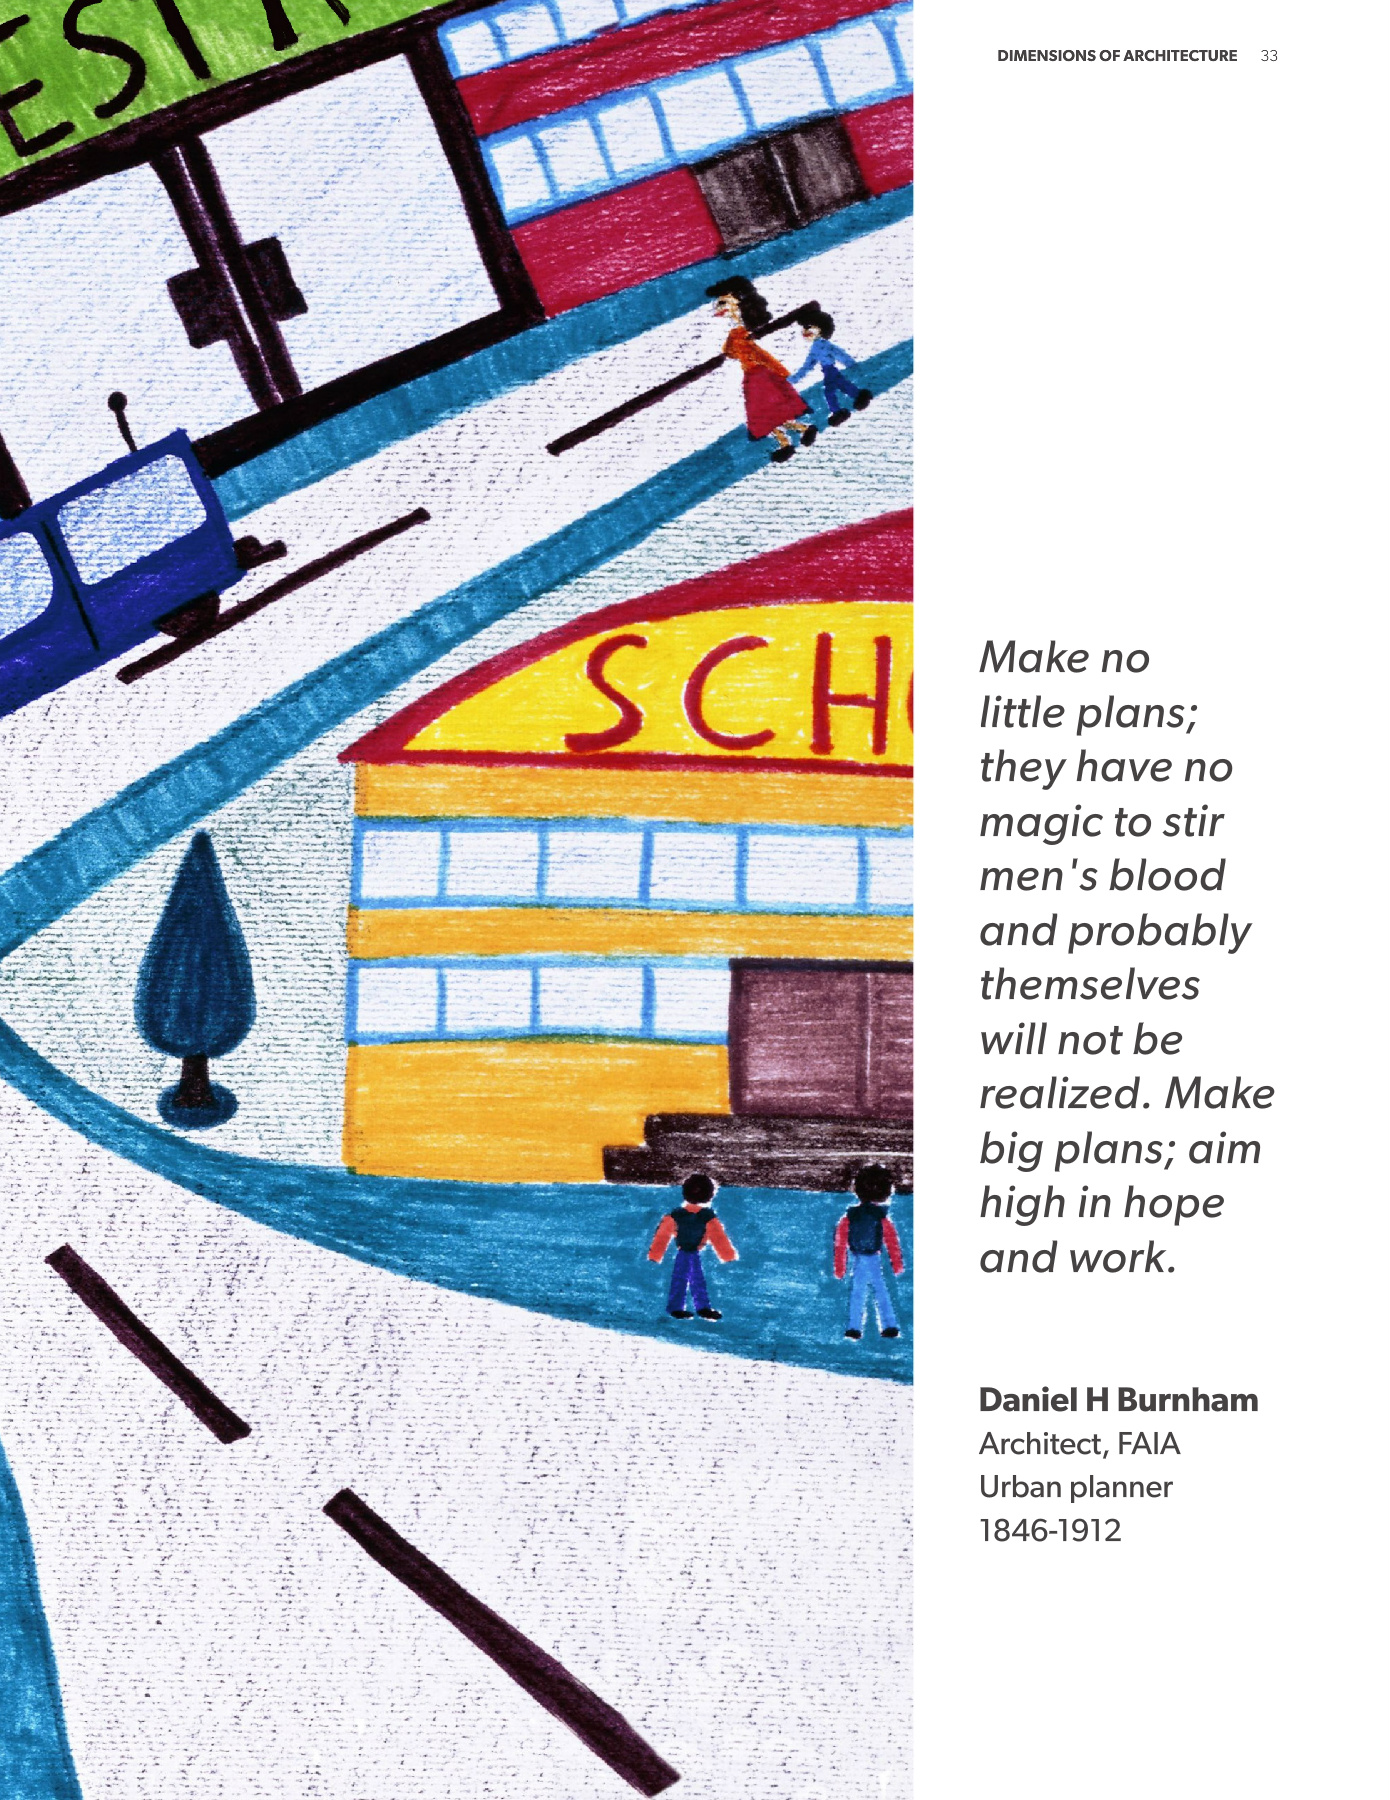 DIMENSIONS OF ARCHITECTURE 33
EST
SCH
Make no
little plans;
they have no
magic to stir
men's blood
and probably
themselves
will not be
realized. Make
big plans; aim
high in hope
and work.
Daniel H Burnham
Architect, FAIA
Urban planner
1846-1912